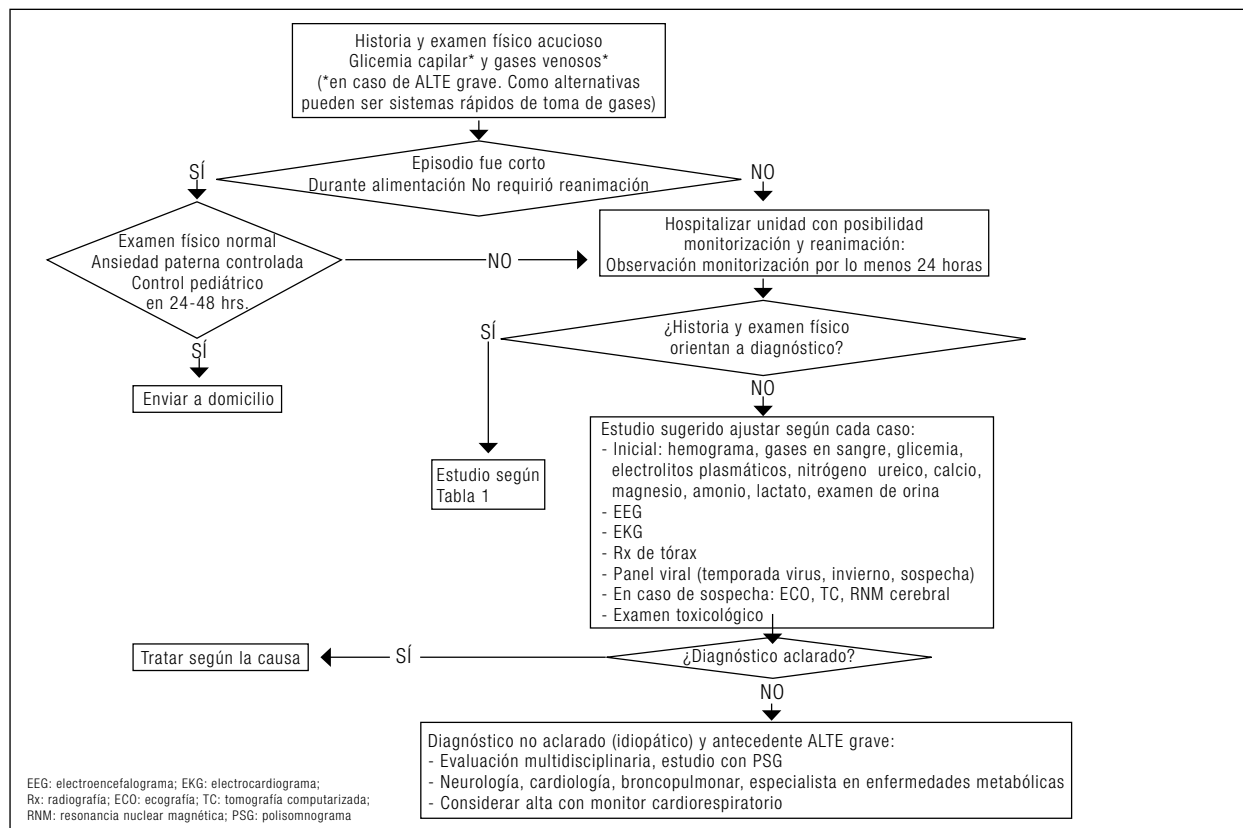 Historia y examen físico acucioso
Glicemia capilar* y gases venosos*
(*en caso de ALTE grave. Como alternativas
pueden ser sistemas rápidos de toma de gases)
SÍ
Episodio fue corto
Durante alimentación No requirió reanimación
NO
Examen físico normal
Ansiedad paterna controlada
Control pediátrico
en 24-48 hrs.
NO
Hospitalizar unidad con posibilidad
monitorización y reanimación:
Observación monitorización por lo menos 24 horas
SÍ
Enviar a domicilio
SÍ
¿Historia y examen físico
orientan a diagnóstico?
NO
Estudio según
Tabla 1
Estudio sugerido ajustar según cada caso:
- Inicial: hemograma, gases en sangre, glicemia,
electrolitos plasmáticos, nitrógeno ureico, calcio,
magnesio, amonio, lactato, examen de orina
- EEG
- EKG
- Rx de tórax
- Panel viral (temporada virus, invierno, sospecha)
- En caso de sospecha: ECO, TC, RNM cerebral
- Examen toxicológico
Tratar según la causa
SÍ
¿Diagnóstico aclarado?
NO
Diagnóstico no aclarado (idiopático) y antecedente ALTE grave:
- Evaluación multidisciplinaria, estudio con PSG
- Neurología, cardiología, broncopulmonar, especialista en enfermedades metabólicas
- Considerar alta con monitor cardiorespiratorio
EEG: electroencefalograma; EKG: electrocardiograma;
Rx: radiografía; ECO: ecografía; TC: tomografía computarizada;
RNM: resonancia nuclear magnética; PSG: polisomnograma